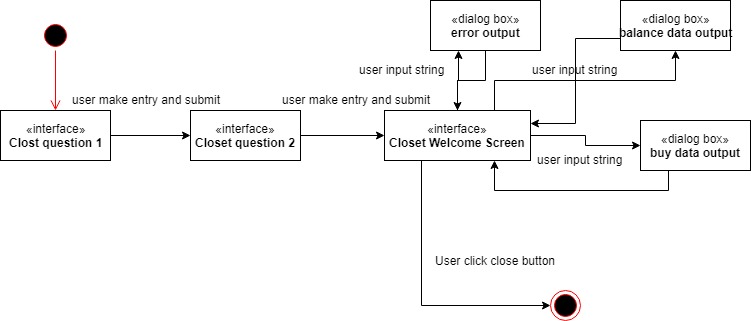 «dialog box»
error output
«dialog box»
balance data output
user input string
user input string
user make entry and submit
user make entry and submit
«interface»
Clost question 1
«interface»
Closet question 2
«interface»
Closet Welcome Screen
«dialog box»
buy data output
user input string
User click close button